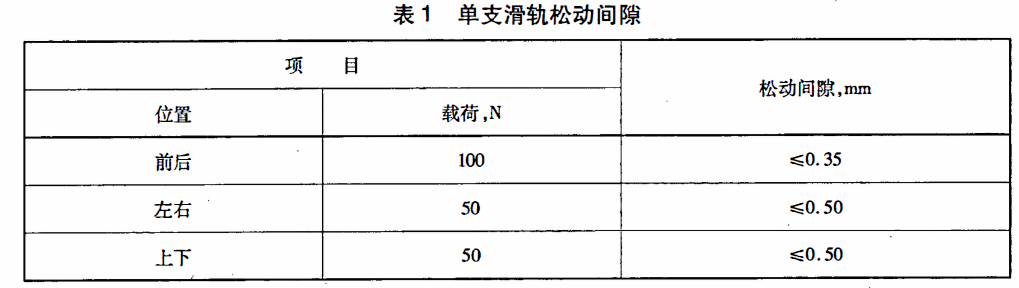 表1 单支滑轨松动间隙
项 目
松动间隙,mm
位置 载荷,N
前后 100 ≤0.35
左右 50 ≤0.50
上下 50 ≤0.50